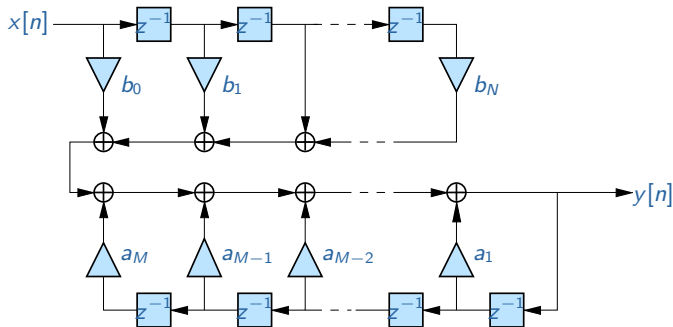 x[n] z⁻¹ z⁻¹ z⁻¹
b₀ b₁ b_N
y[n]
a_M a_{M−1} a_{M−2} a₁
z⁻¹ z⁻¹ z⁻¹ z⁻¹